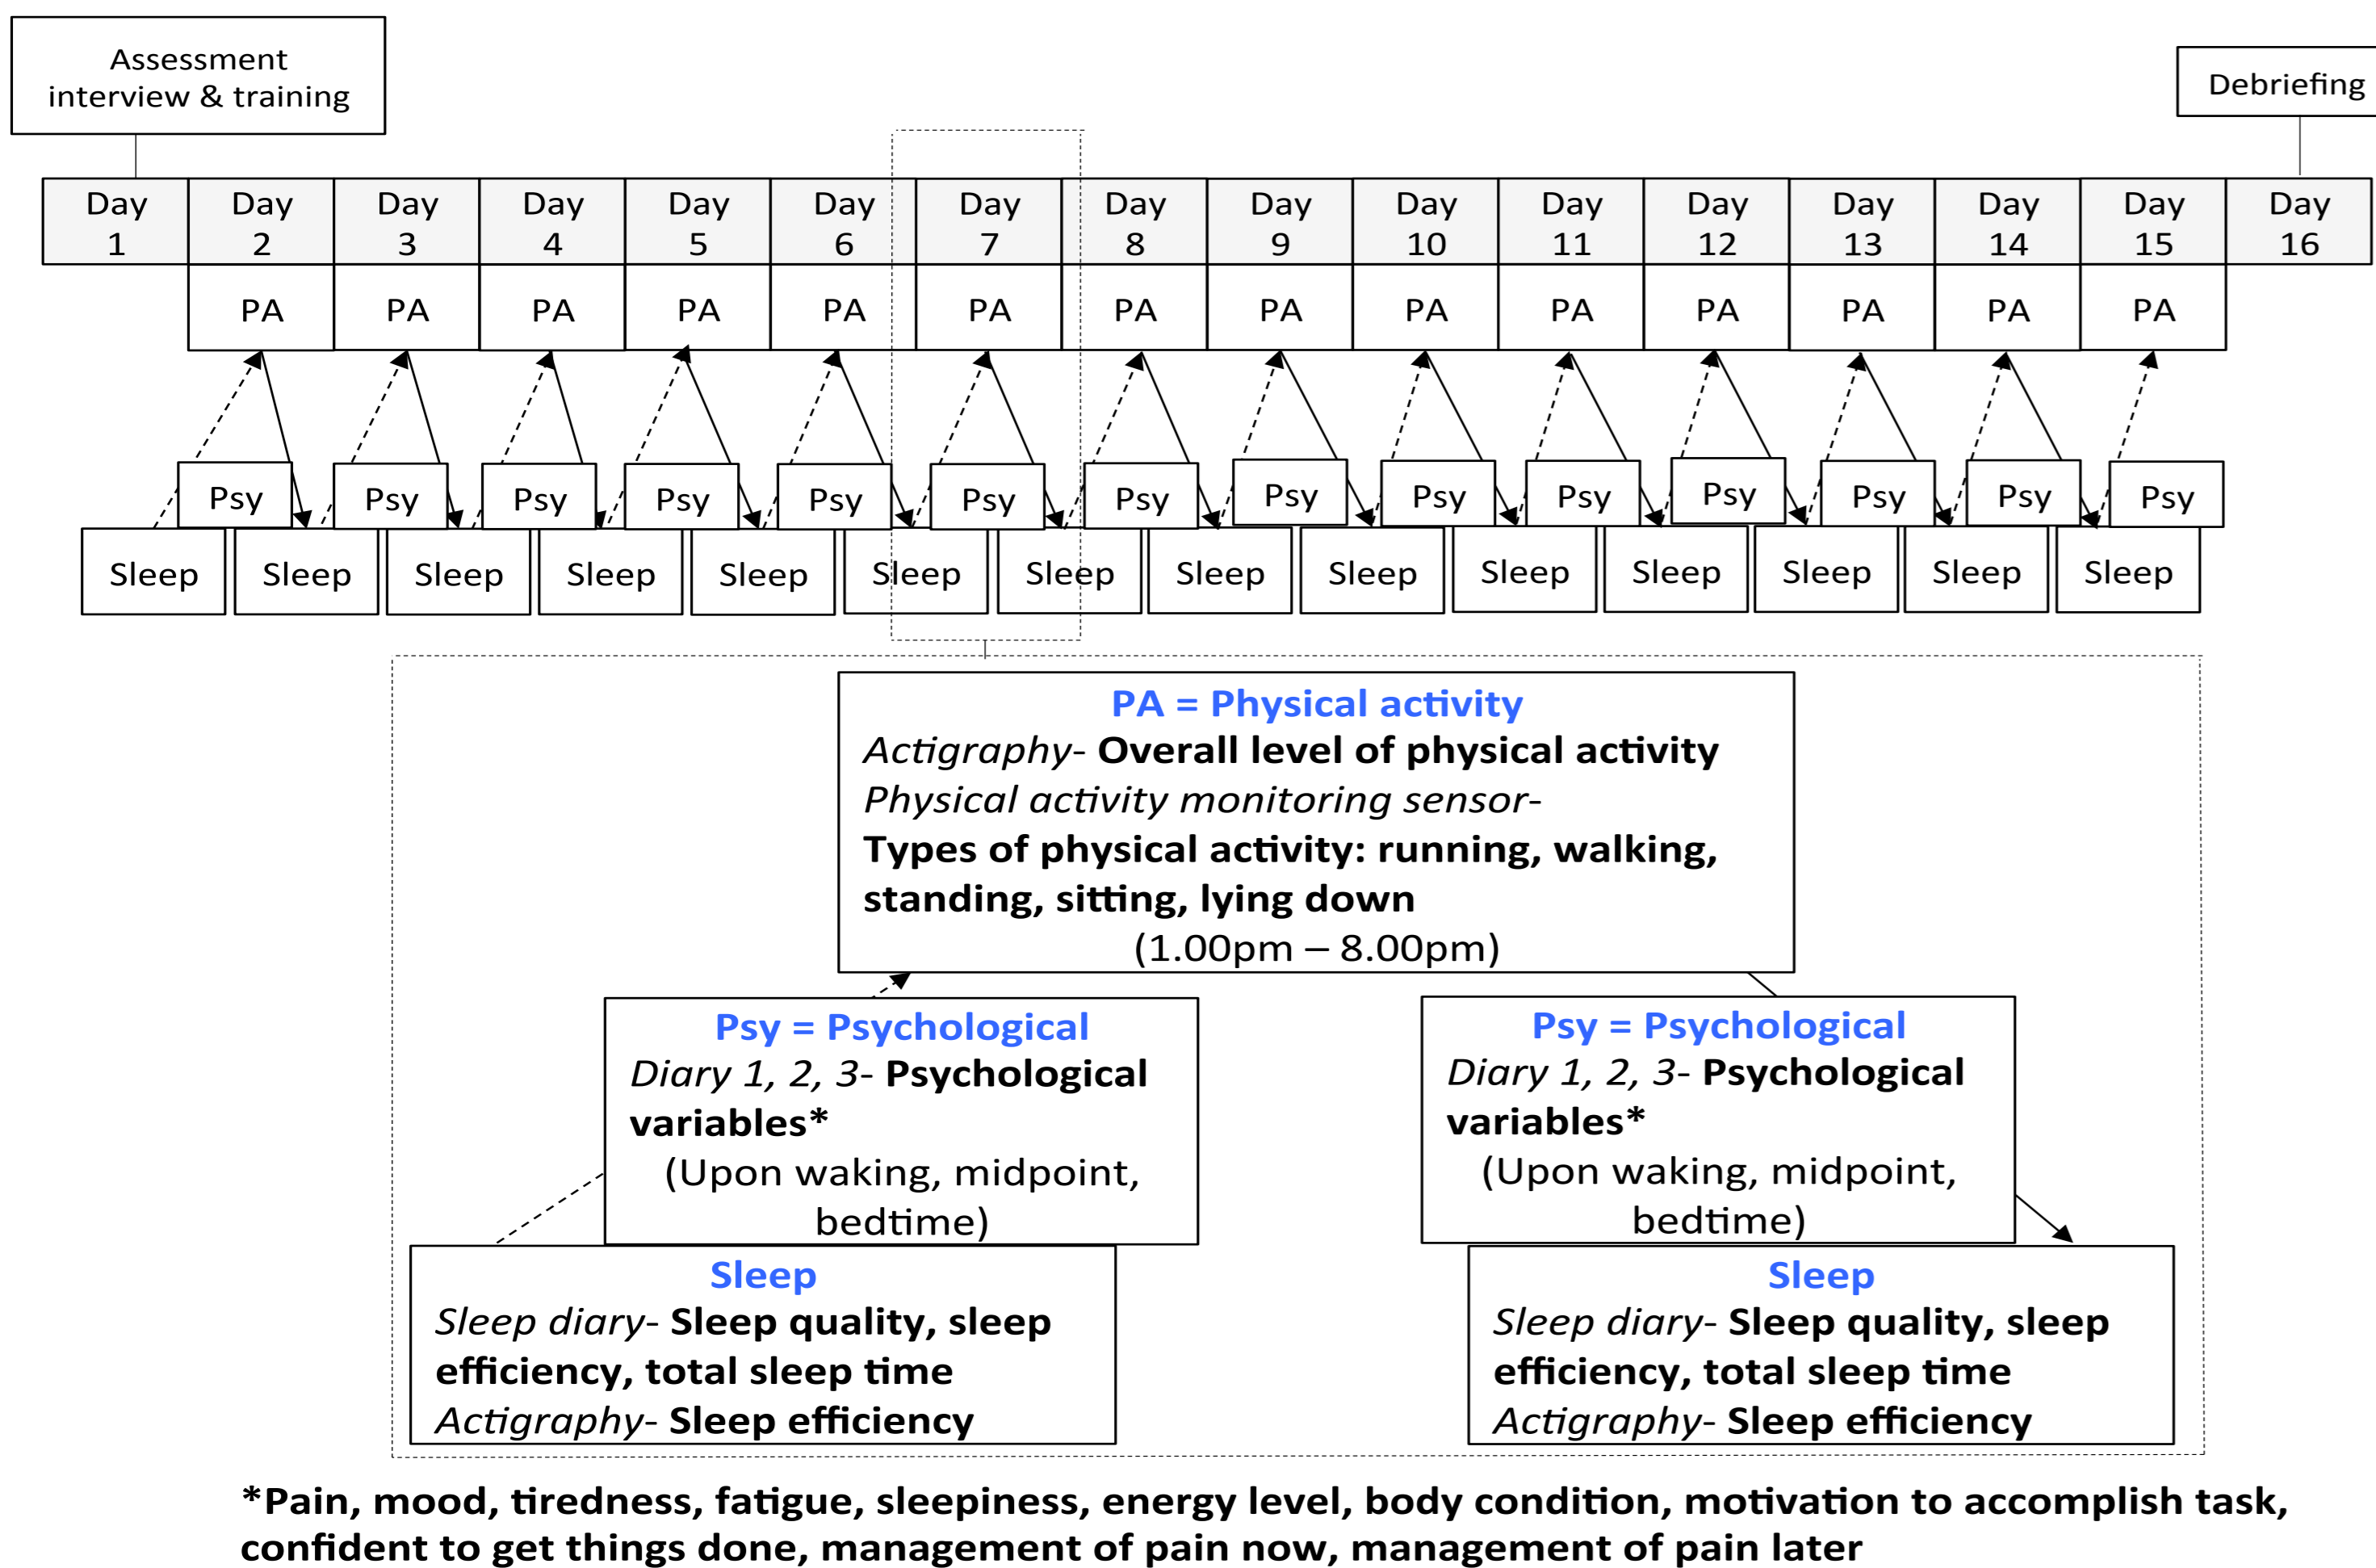 Assessment
interview & training
Debriefing
Day 1
Day 2
Day 3
Day 4
Day 5
Day 6
Day 7
Day 8
Day 9
Day 10
Day 11
Day 12
Day 13
Day 14
Day 15
Day 16
PA PA PA PA PA PA PA PA PA PA PA PA PA PA
Psy Psy Psy Psy Psy Psy Psy Psy Psy Psy Psy Psy Psy Psy
Sleep Sleep Sleep Sleep Sleep Sleep Sleep Sleep Sleep Sleep Sleep Sleep Sleep Sleep
PA = Physical activity
Actigraphy- Overall level of physical activity
Physical activity monitoring sensor-
Types of physical activity: running, walking,
standing, sitting, lying down
(1.00pm – 8.00pm)
Psy = Psychological
Diary 1, 2, 3- Psychological
variables*
(Upon waking, midpoint,
bedtime)
Psy = Psychological
Diary 1, 2, 3- Psychological
variables*
(Upon waking, midpoint,
bedtime)
Sleep
Sleep diary- Sleep quality, sleep
efficiency, total sleep time
Actigraphy- Sleep efficiency
Sleep
Sleep diary- Sleep quality, sleep
efficiency, total sleep time
Actigraphy- Sleep efficiency
*Pain, mood, tiredness, fatigue, sleepiness, energy level, body condition, motivation to accomplish task,
confident to get things done, management of pain now, management of pain later